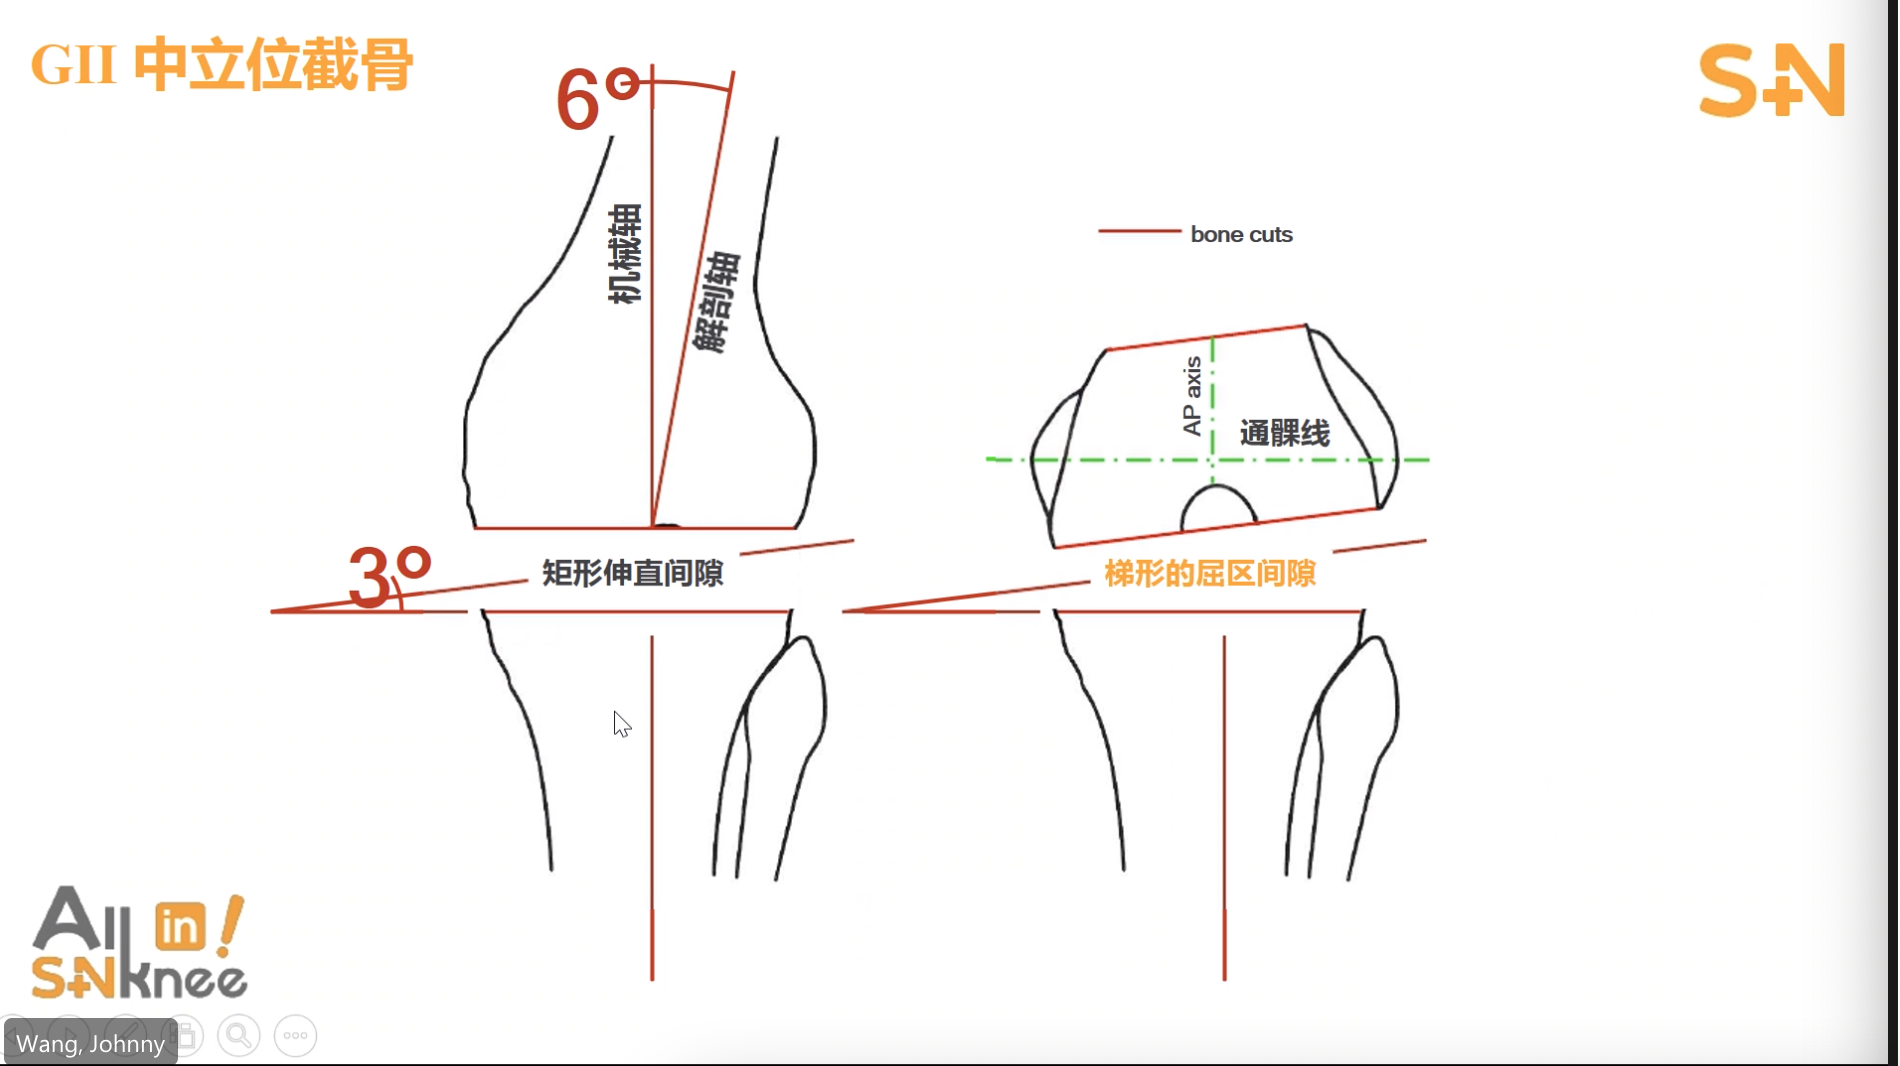 GII 中立位截骨
S+N
6°
机械轴
解剖轴
bone cuts
AP axis
通髁线
3°
矩形伸直间隙
梯形的屈区间隙
All in!
S+N knee
Wang, Johnny